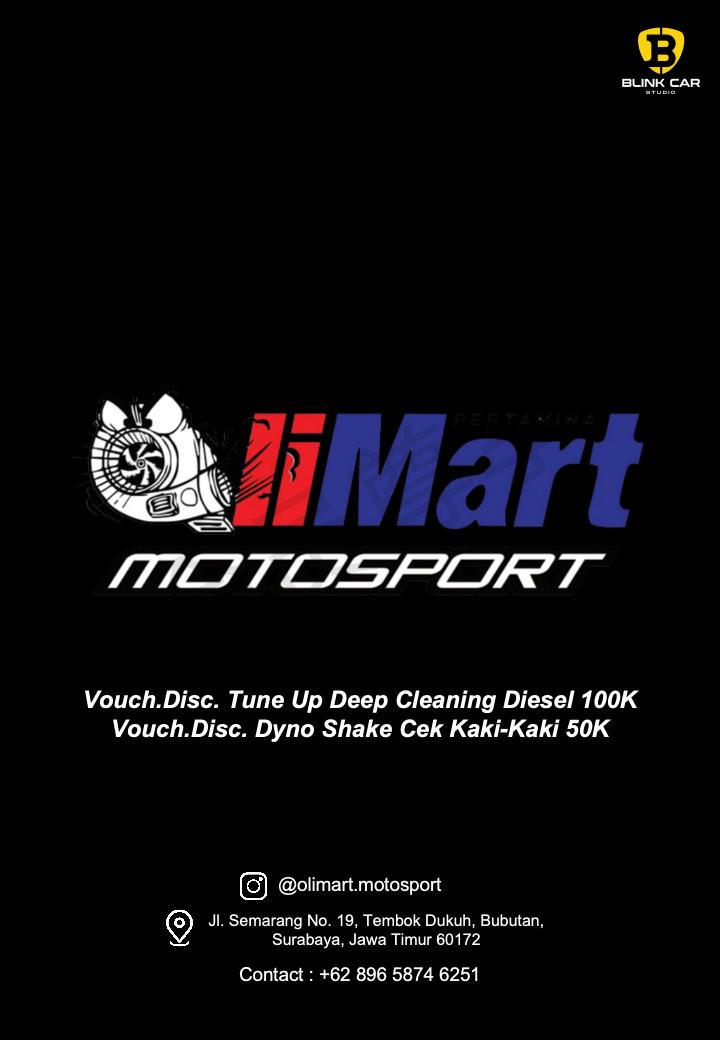 BLINK CAR
STUDIO
PERTAMINA
OliMart
MOTOSPORT
Vouch.Disc. Tune Up Deep Cleaning Diesel 100K
Vouch.Disc. Dyno Shake Cek Kaki-Kaki 50K
@olimart.motosport
Jl. Semarang No. 19, Tembok Dukuh, Bubutan,
Surabaya, Jawa Timur 60172
Contact : +62 896 5874 6251